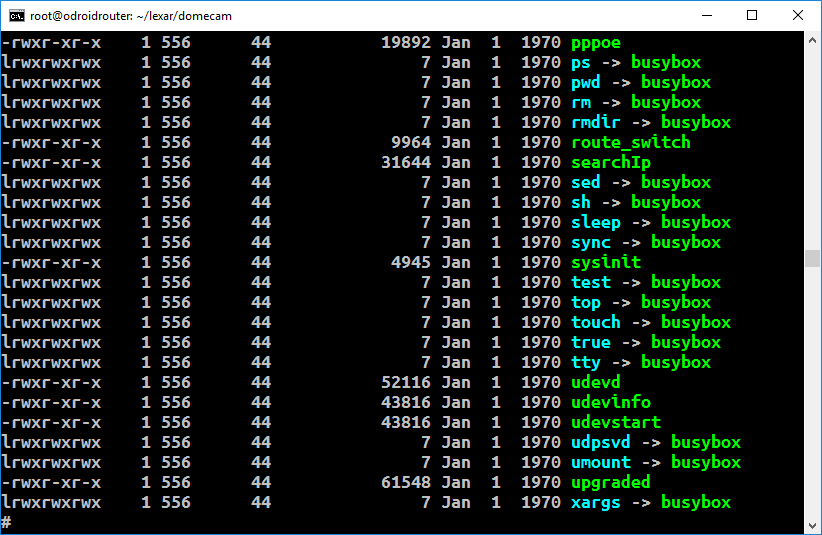 root@odroidrouter: ~/lexar/domecam
-rwxr-xr-x    1 556      44           19892 Jan  1  1970 pppoe
lrwxrwxrwx    1 556      44               7 Jan  1  1970 ps -> busybox
lrwxrwxrwx    1 556      44               7 Jan  1  1970 pwd -> busybox
lrwxrwxrwx    1 556      44               7 Jan  1  1970 rm -> busybox
lrwxrwxrwx    1 556      44               7 Jan  1  1970 rmdir -> busybox
-rwxr-xr-x    1 556      44            9964 Jan  1  1970 route_switch
-rwxr-xr-x    1 556      44           31644 Jan  1  1970 searchIp
lrwxrwxrwx    1 556      44               7 Jan  1  1970 sed -> busybox
lrwxrwxrwx    1 556      44               7 Jan  1  1970 sh -> busybox
lrwxrwxrwx    1 556      44               7 Jan  1  1970 sleep -> busybox
lrwxrwxrwx    1 556      44               7 Jan  1  1970 sync -> busybox
-rwxr-xr-x    1 556      44            4945 Jan  1  1970 sysinit
lrwxrwxrwx    1 556      44               7 Jan  1  1970 test -> busybox
lrwxrwxrwx    1 556      44               7 Jan  1  1970 top -> busybox
lrwxrwxrwx    1 556      44               7 Jan  1  1970 touch -> busybox
lrwxrwxrwx    1 556      44               7 Jan  1  1970 true -> busybox
lrwxrwxrwx    1 556      44               7 Jan  1  1970 tty -> busybox
-rwxr-xr-x    1 556      44           52116 Jan  1  1970 udevd
-rwxr-xr-x    1 556      44           43816 Jan  1  1970 udevinfo
-rwxr-xr-x    1 556      44           43816 Jan  1  1970 udevstart
lrwxrwxrwx    1 556      44               7 Jan  1  1970 udpsvd -> busybox
lrwxrwxrwx    1 556      44               7 Jan  1  1970 umount -> busybox
-rwxr-xr-x    1 556      44           61548 Jan  1  1970 upgraded
lrwxrwxrwx    1 556      44               7 Jan  1  1970 xargs -> busybox
#